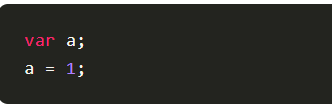 var a;
a = 1;